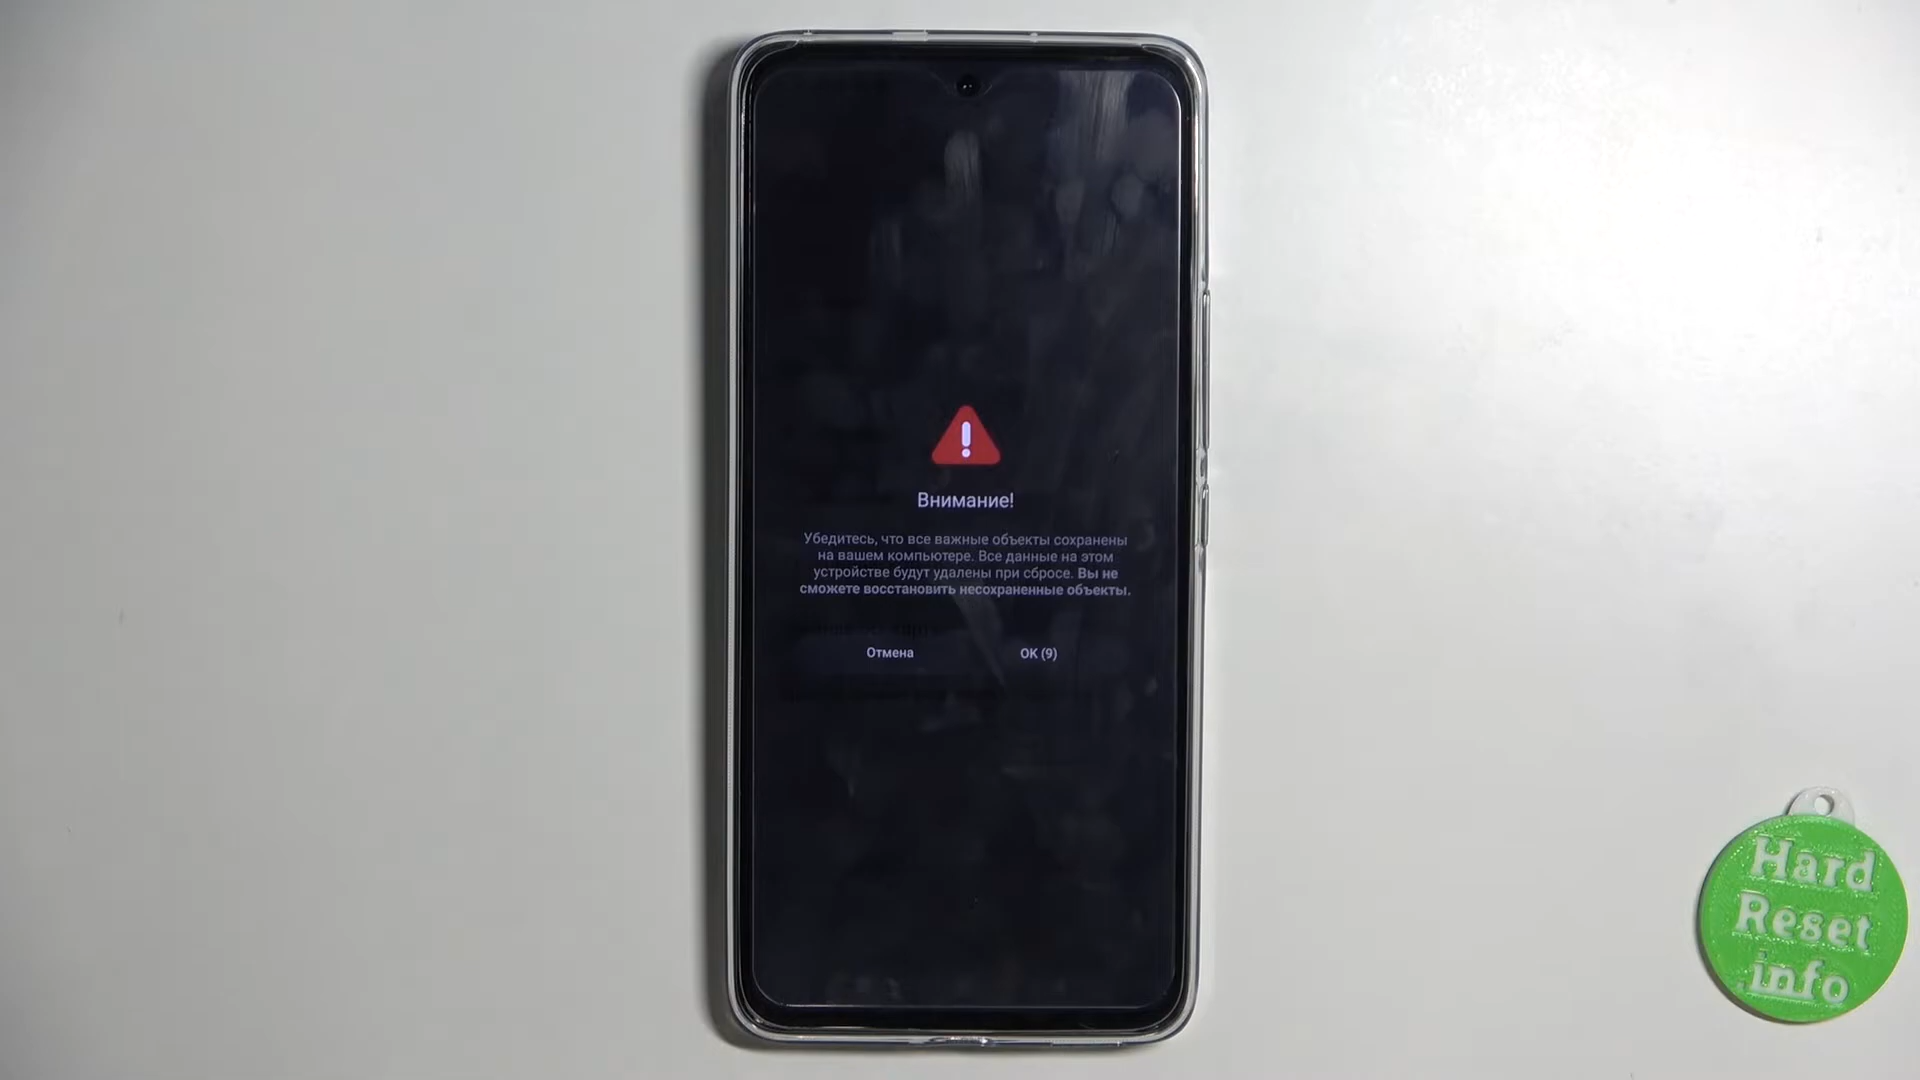 Внимание!
Убедитесь, что все важные объекты сохранены
на вашем компьютере. Все данные на этом
устройстве будут удалены при сбросе. Вы не
сможете восстановить несохраненные объекты.
Отмена
OK (9)
Hard
Reset
info